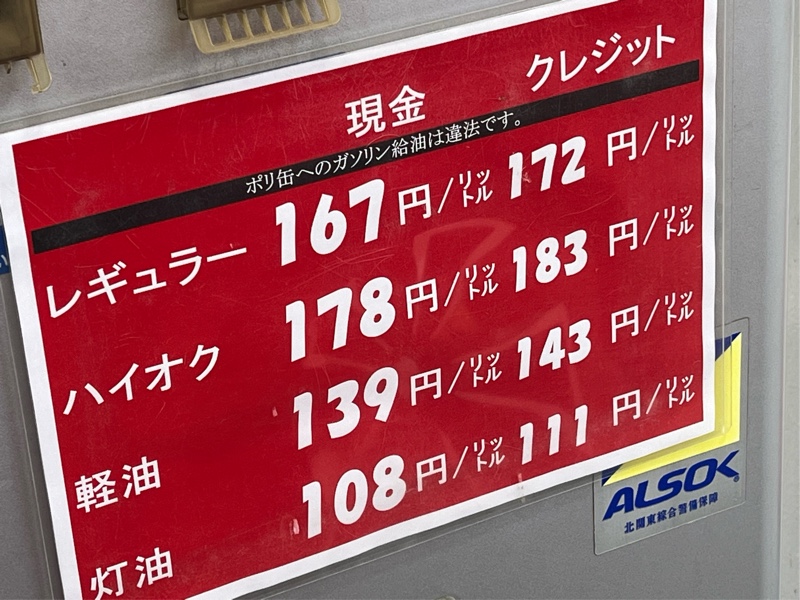 現金 クレジット
ポリ缶へのガソリン給油は違法です。
レギュラー 167円/リットル 172円/リットル
ハイオク 178円/リットル 183円/リットル
軽油 139円/リットル 143円/リットル
灯油 108円/リットル 111円/リットル
ALSOK
北関東綜合警備保障